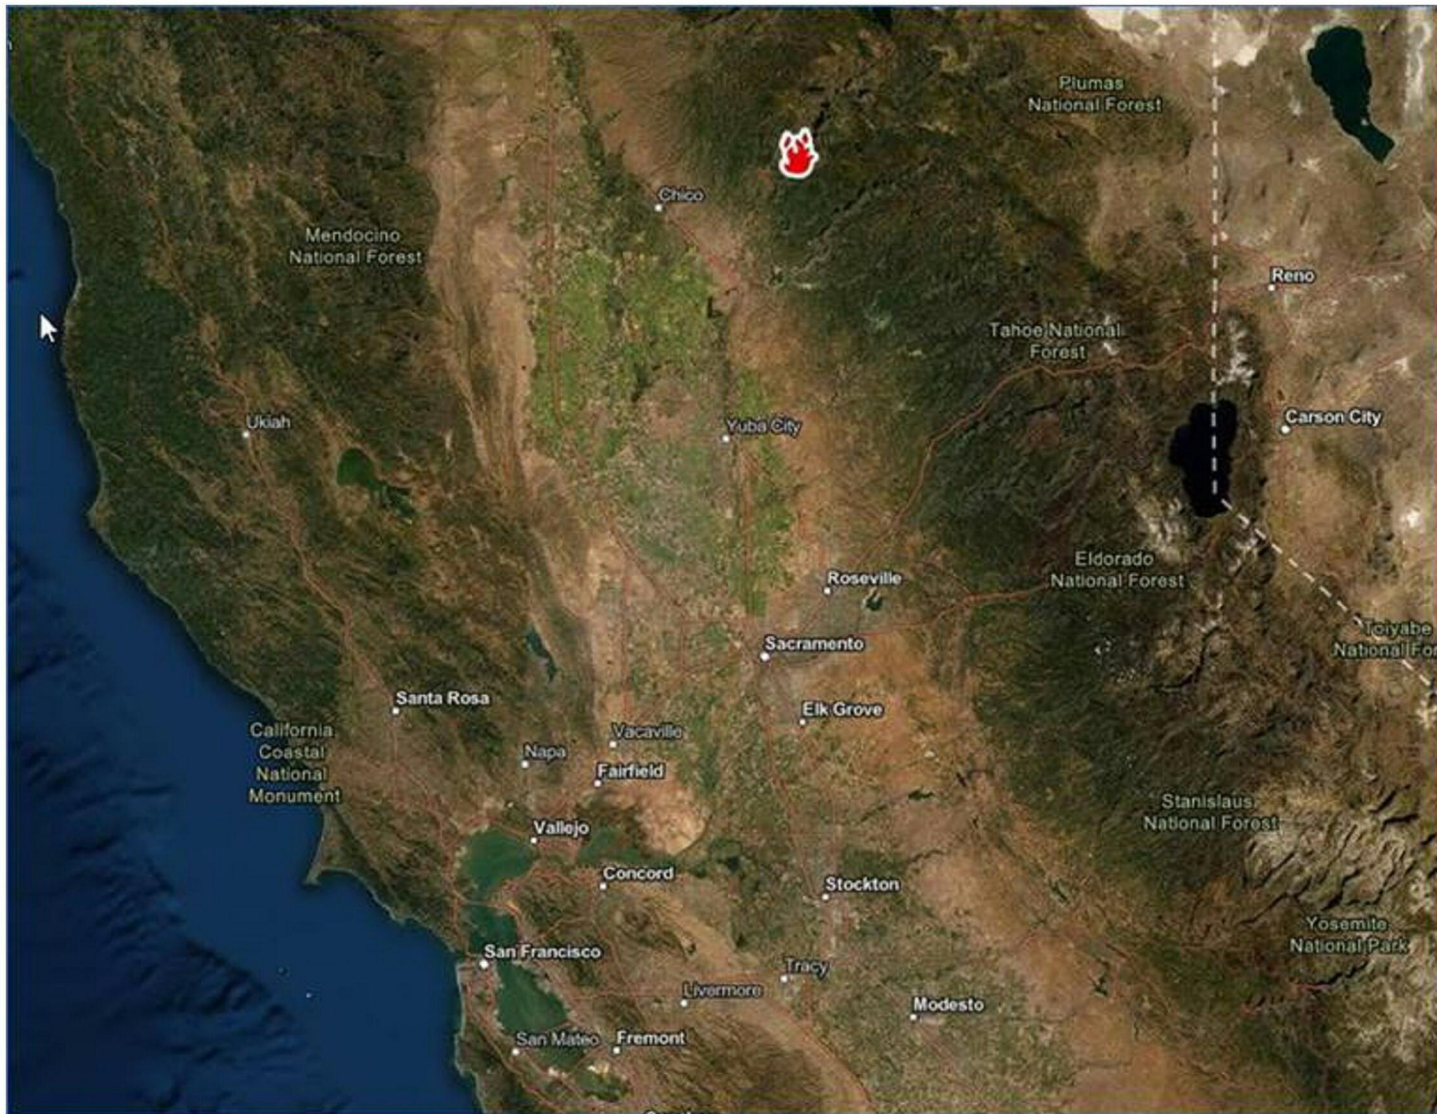 Plumas
National Forest
Chico
Mendocino
National Forest
Reno
Tahoe National
Forest
Carson City
Ukiah
Yuba City
Eldorado
National Forest
Roseville
Toiyabe
National For
Sacramento
Santa Rosa
Elk Grove
California
Coastal
National
Monument
Vacaville
Napa
Fairfield
Stanislaus
National Forest
Vallejo
Concord
Stockton
Yosemite
National Park
San Francisco
Tracy
Livermore
Modesto
San Mateo
Fremont